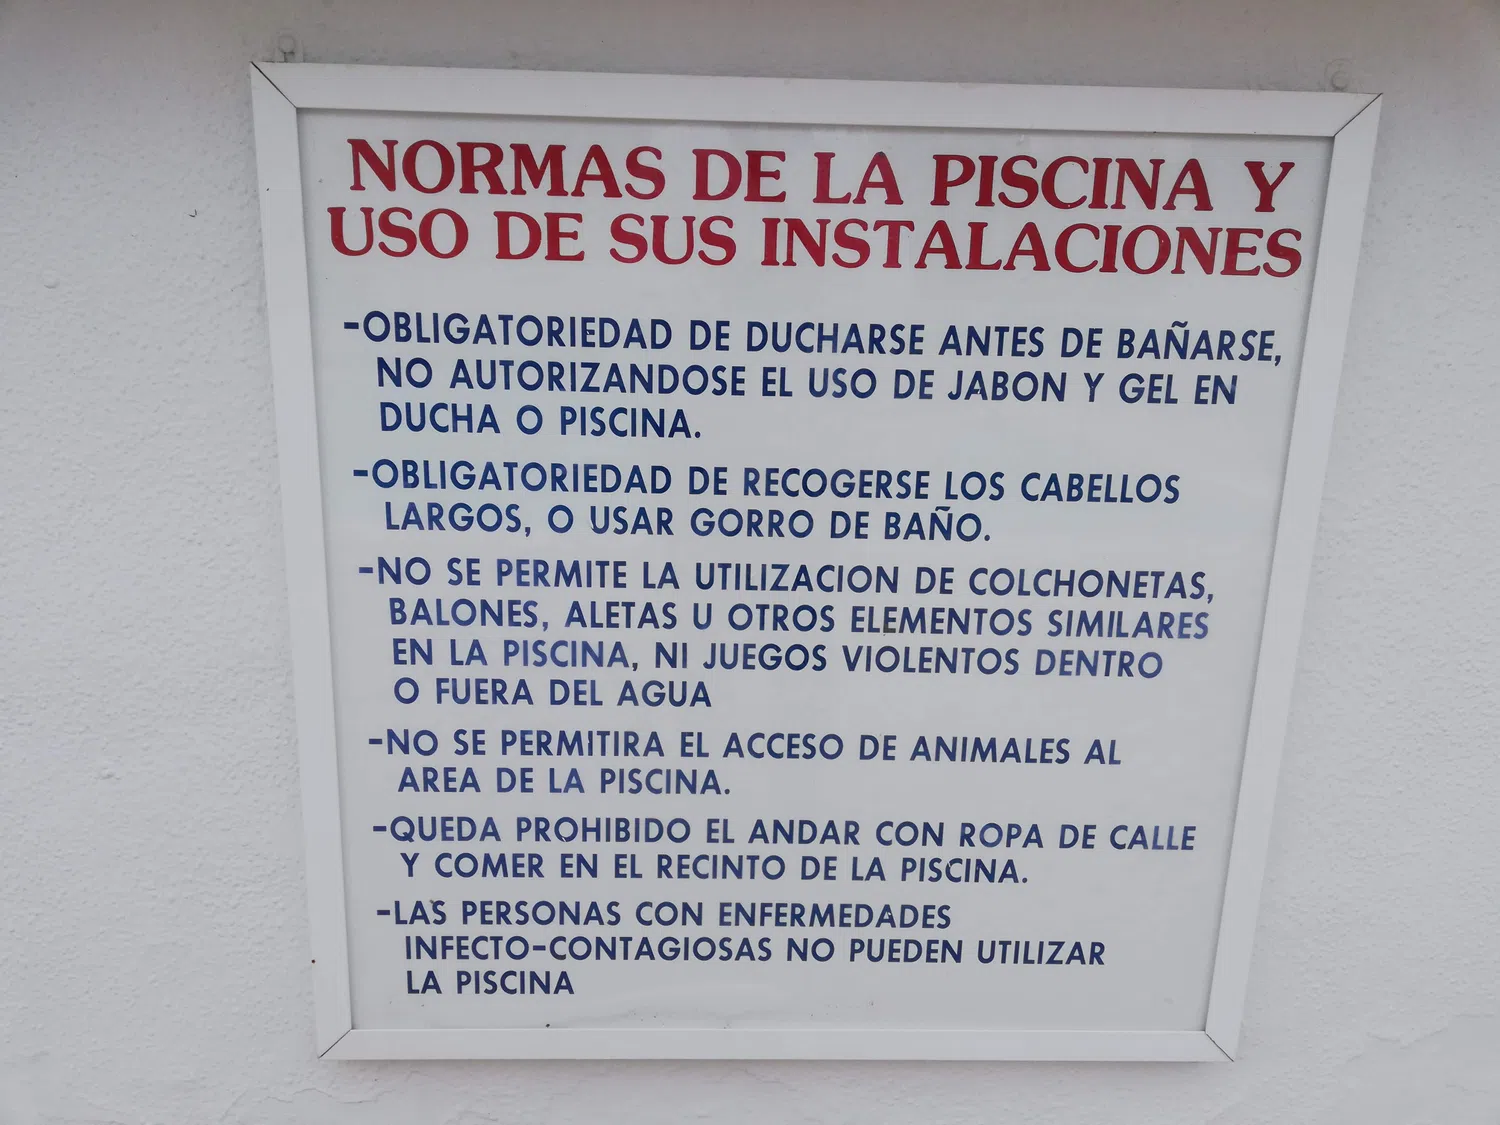 NORMAS DE LA PISCINA Y
USO DE SUS INSTALACIONES
-OBLIGATORIEDAD DE DUCHARSE ANTES DE BAÑARSE,
NO AUTORIZANDOSE EL USO DE JABON Y GEL EN
DUCHA O PISCINA.
-OBLIGATORIEDAD DE RECOGERSE LOS CABELLOS
LARGOS, O USAR GORRO DE BAÑO.
-NO SE PERMITE LA UTILIZACION DE COLCHONETAS,
BALONES, ALETAS U OTROS ELEMENTOS SIMILARES
EN LA PISCINA, NI JUEGOS VIOLENTOS DENTRO
O FUERA DEL AGUA
-NO SE PERMITIRA EL ACCESO DE ANIMALES AL
AREA DE LA PISCINA.
-QUEDA PROHIBIDO EL ANDAR CON ROPA DE CALLE
Y COMER EN EL RECINTO DE LA PISCINA.
-LAS PERSONAS CON ENFERMEDADES
INFECTO-CONTAGIOSAS NO PUEDEN UTILIZAR
LA PISCINA